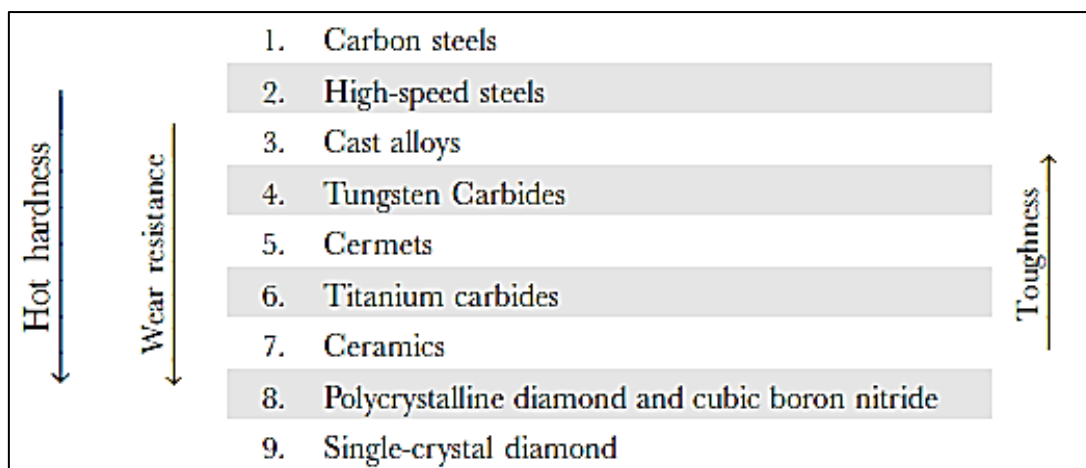 1. Carbon steels
2. High-speed steels
3. Cast alloys
4. Tungsten Carbides
5. Cermets
6. Titanium carbides
7. Ceramics
8. Polycrystalline diamond and cubic boron nitride
9. Single-crystal diamond
Hot hardness
Wear resistance
Toughness